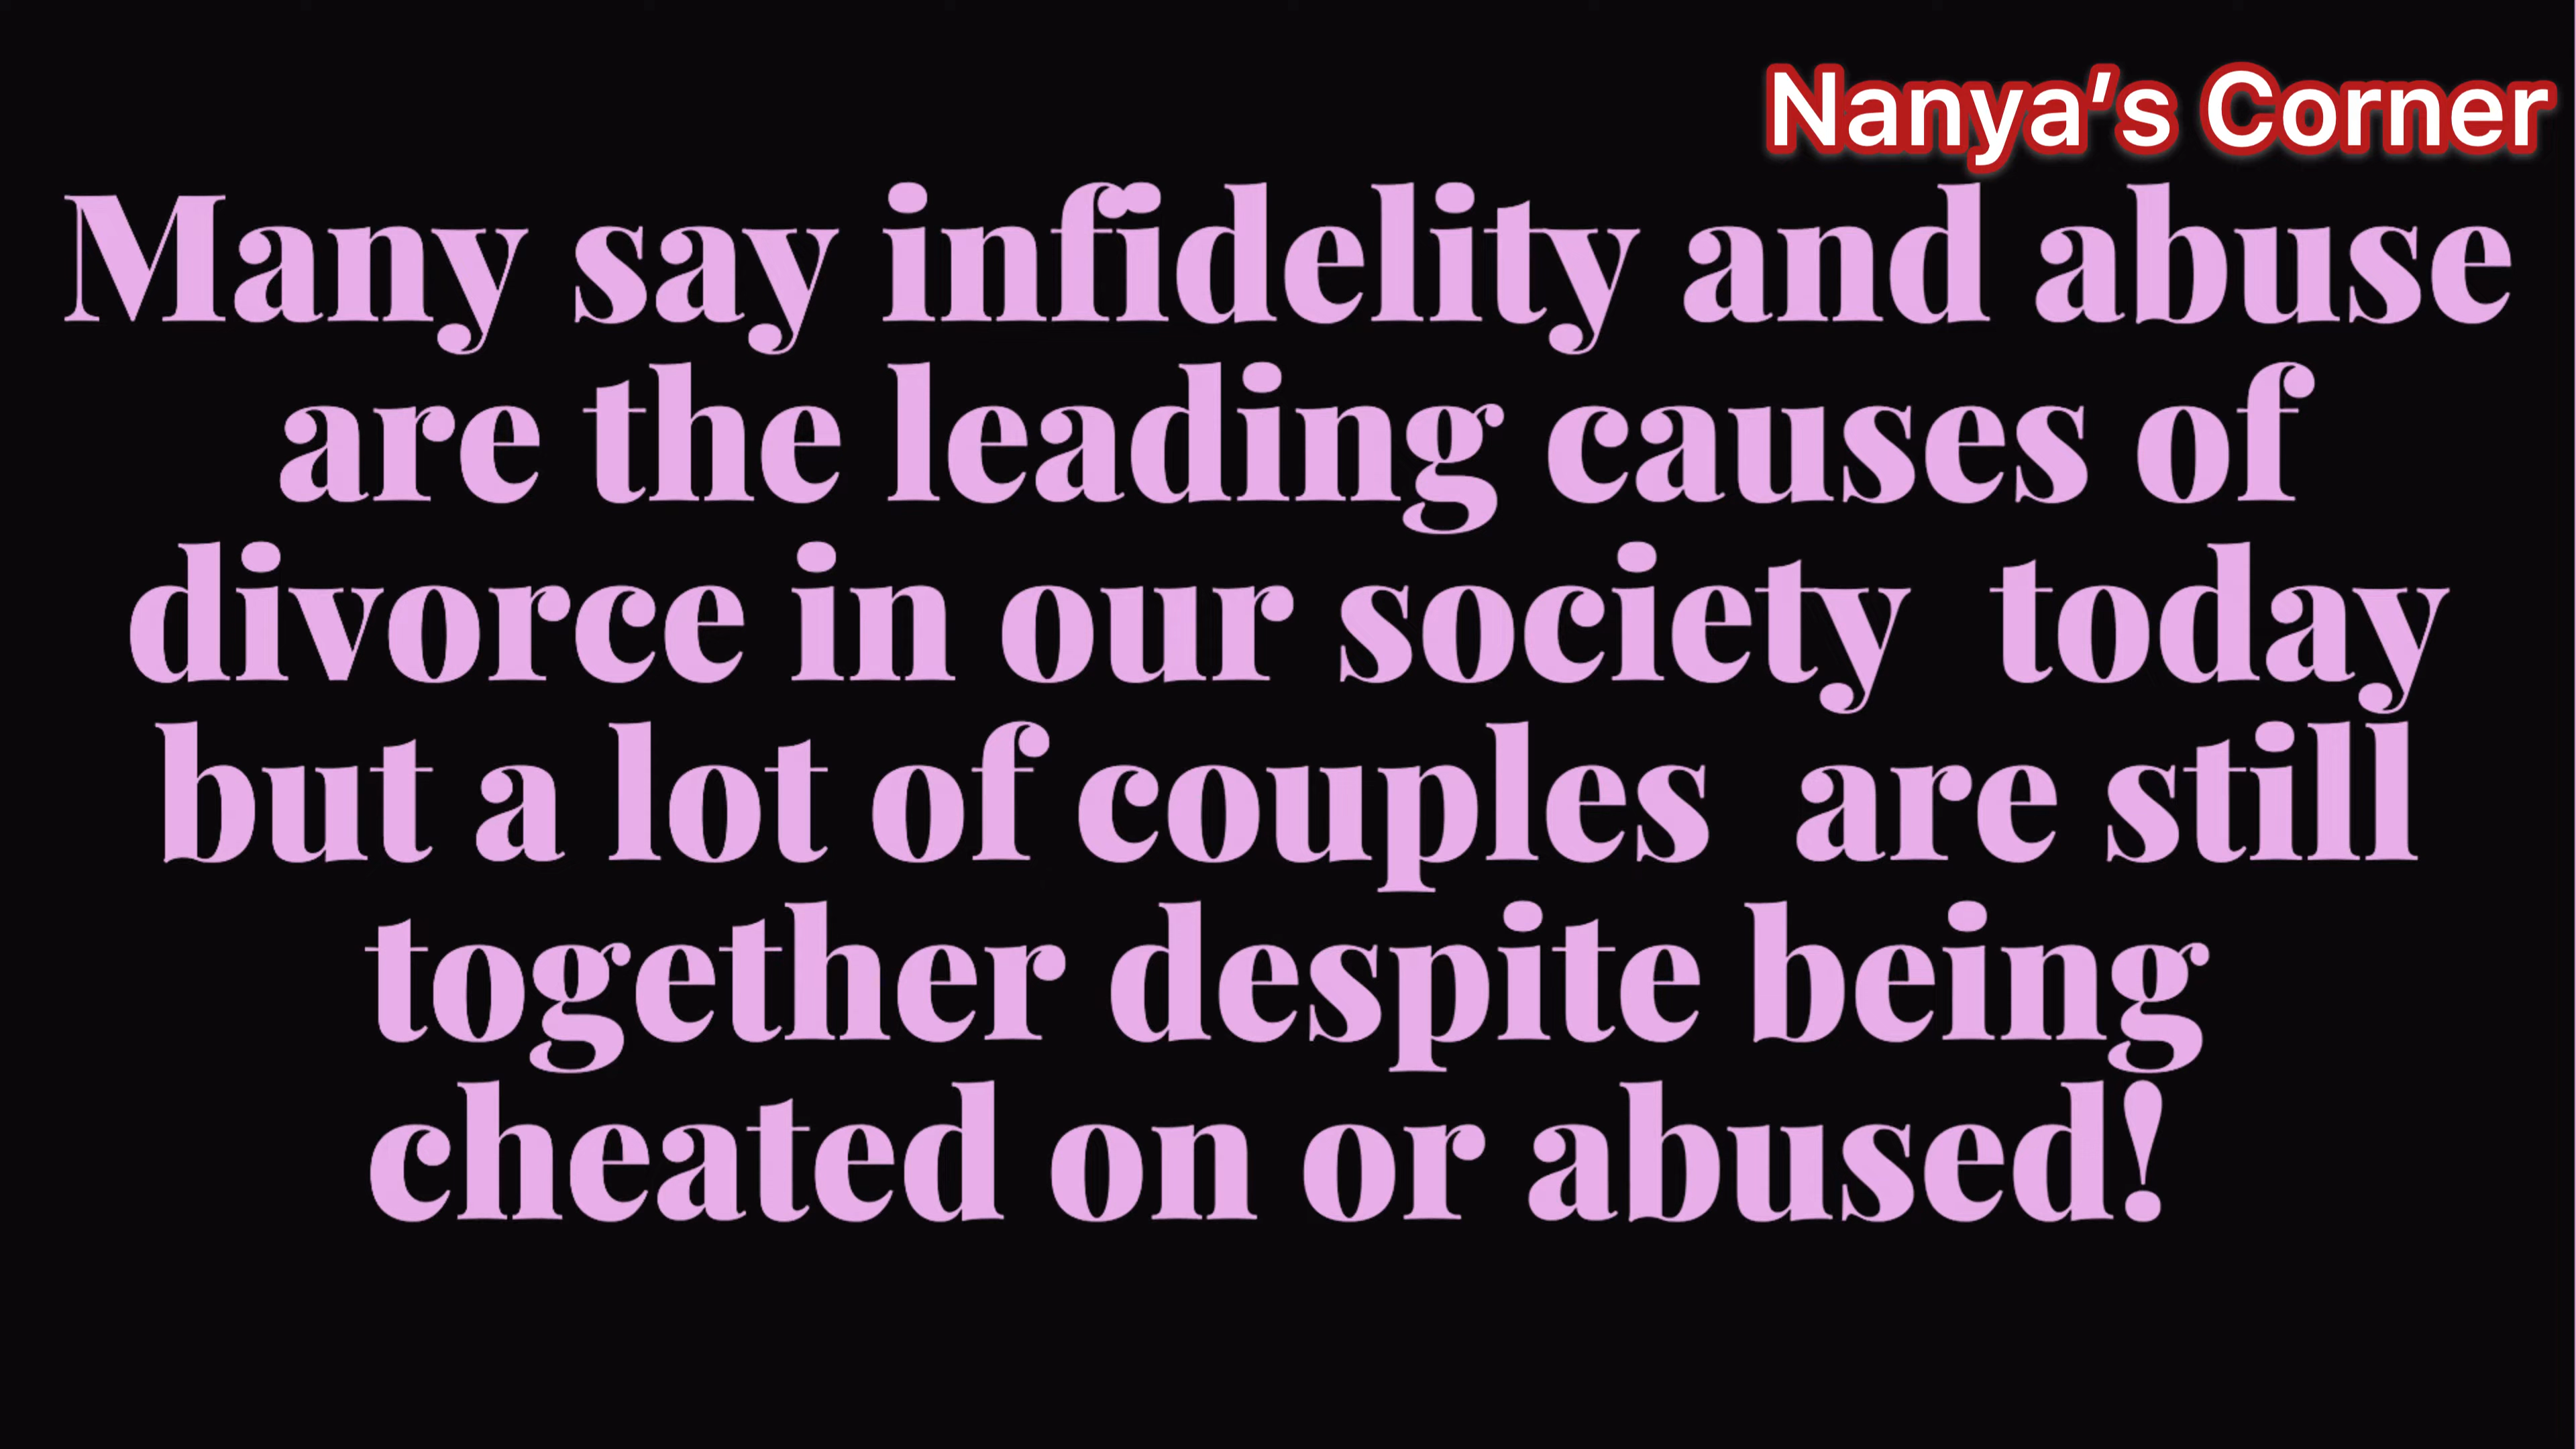 Nanya’s Corner
Many say infidelity and abuse
are the leading causes of
divorce in our society  today
but a lot of couples  are still
together despite being
cheated on or abused!